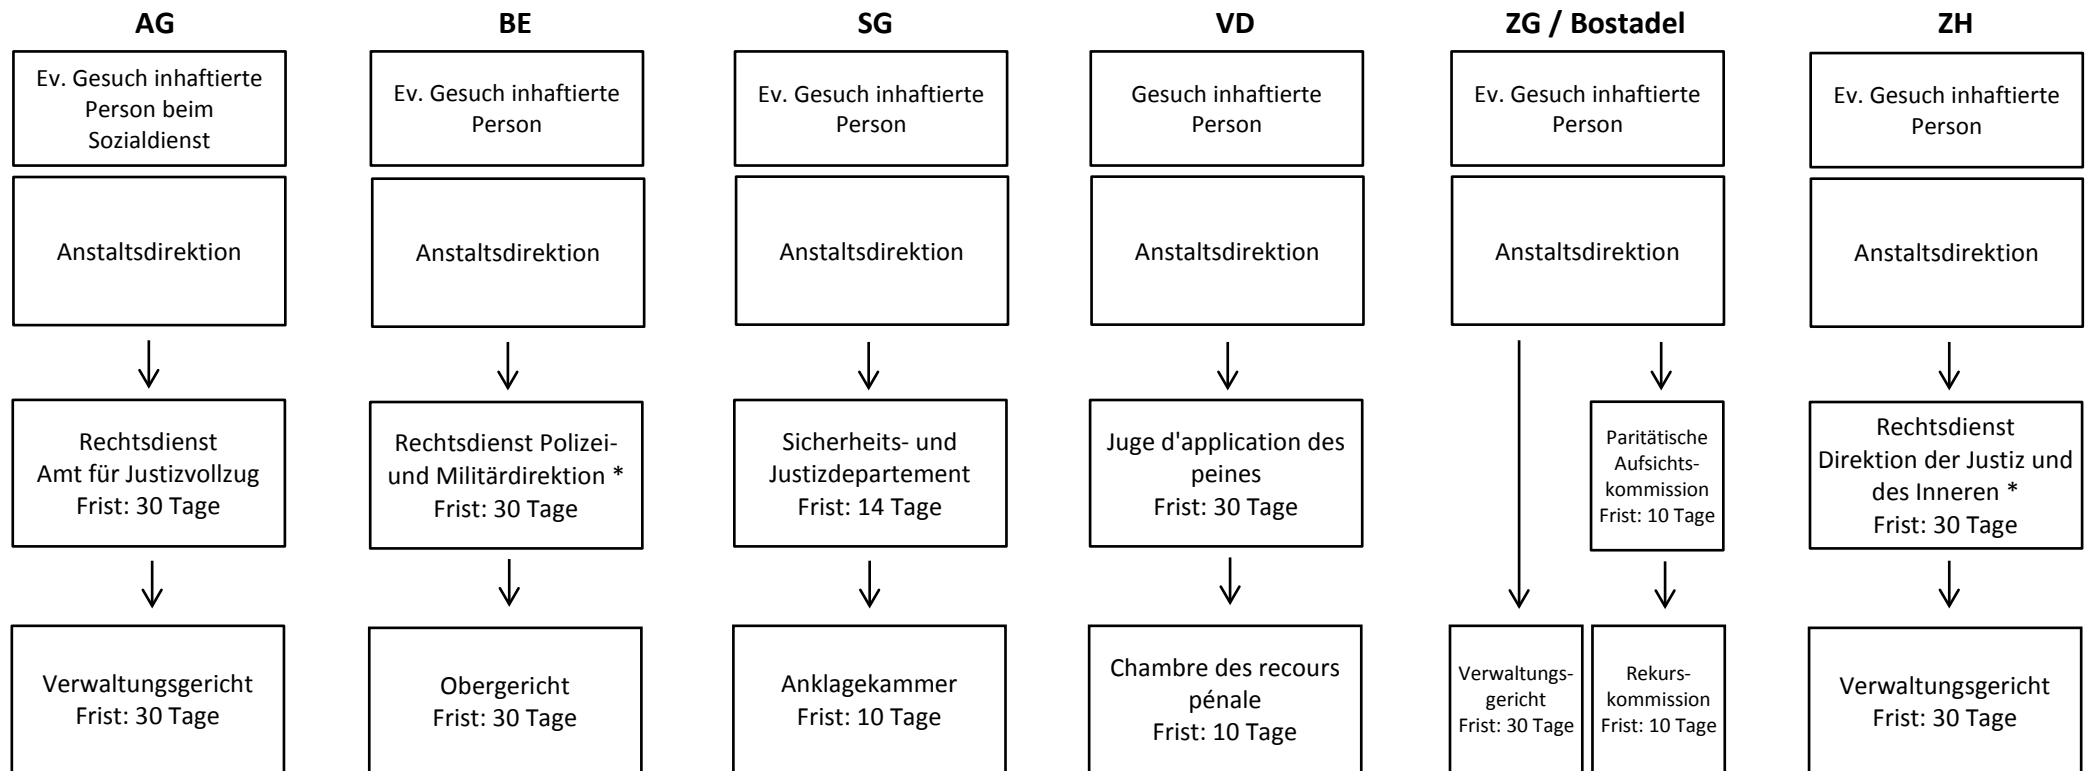 AG
BE
SG
VD
ZG / Bostadel
ZH
Ev. Gesuch inhaftierte
Person beim
Sozialdienst
Ev. Gesuch inhaftierte
Person
Ev. Gesuch inhaftierte
Person
Gesuch inhaftierte
Person
Ev. Gesuch inhaftierte
Person
Ev. Gesuch inhaftierte
Person
Anstaltsdirektion
Anstaltsdirektion
Anstaltsdirektion
Anstaltsdirektion
Anstaltsdirektion
Anstaltsdirektion
Rechtsdienst
Amt für Justizvollzug
Frist: 30 Tage
Rechtsdienst Polizei-
und Militärdirektion *
Frist: 30 Tage
Sicherheits- und
Justizdepartement
Frist: 14 Tage
Juge d'application des
peines
Frist: 30 Tage
Paritätische
Aufsichts-
kommission
Frist: 10 Tage
Rechtsdienst
Direktion der Justiz und
des Inneren *
Frist: 30 Tage
Verwaltungsgericht
Frist: 30 Tage
Obergericht
Frist: 30 Tage
Anklagekammer
Frist: 10 Tage
Chambre des recours
pénale
Frist: 10 Tage
Verwaltungs-
gericht
Frist: 30 Tage
Rekurs-
kommission
Frist: 10 Tage
Verwaltungsgericht
Frist: 30 Tage